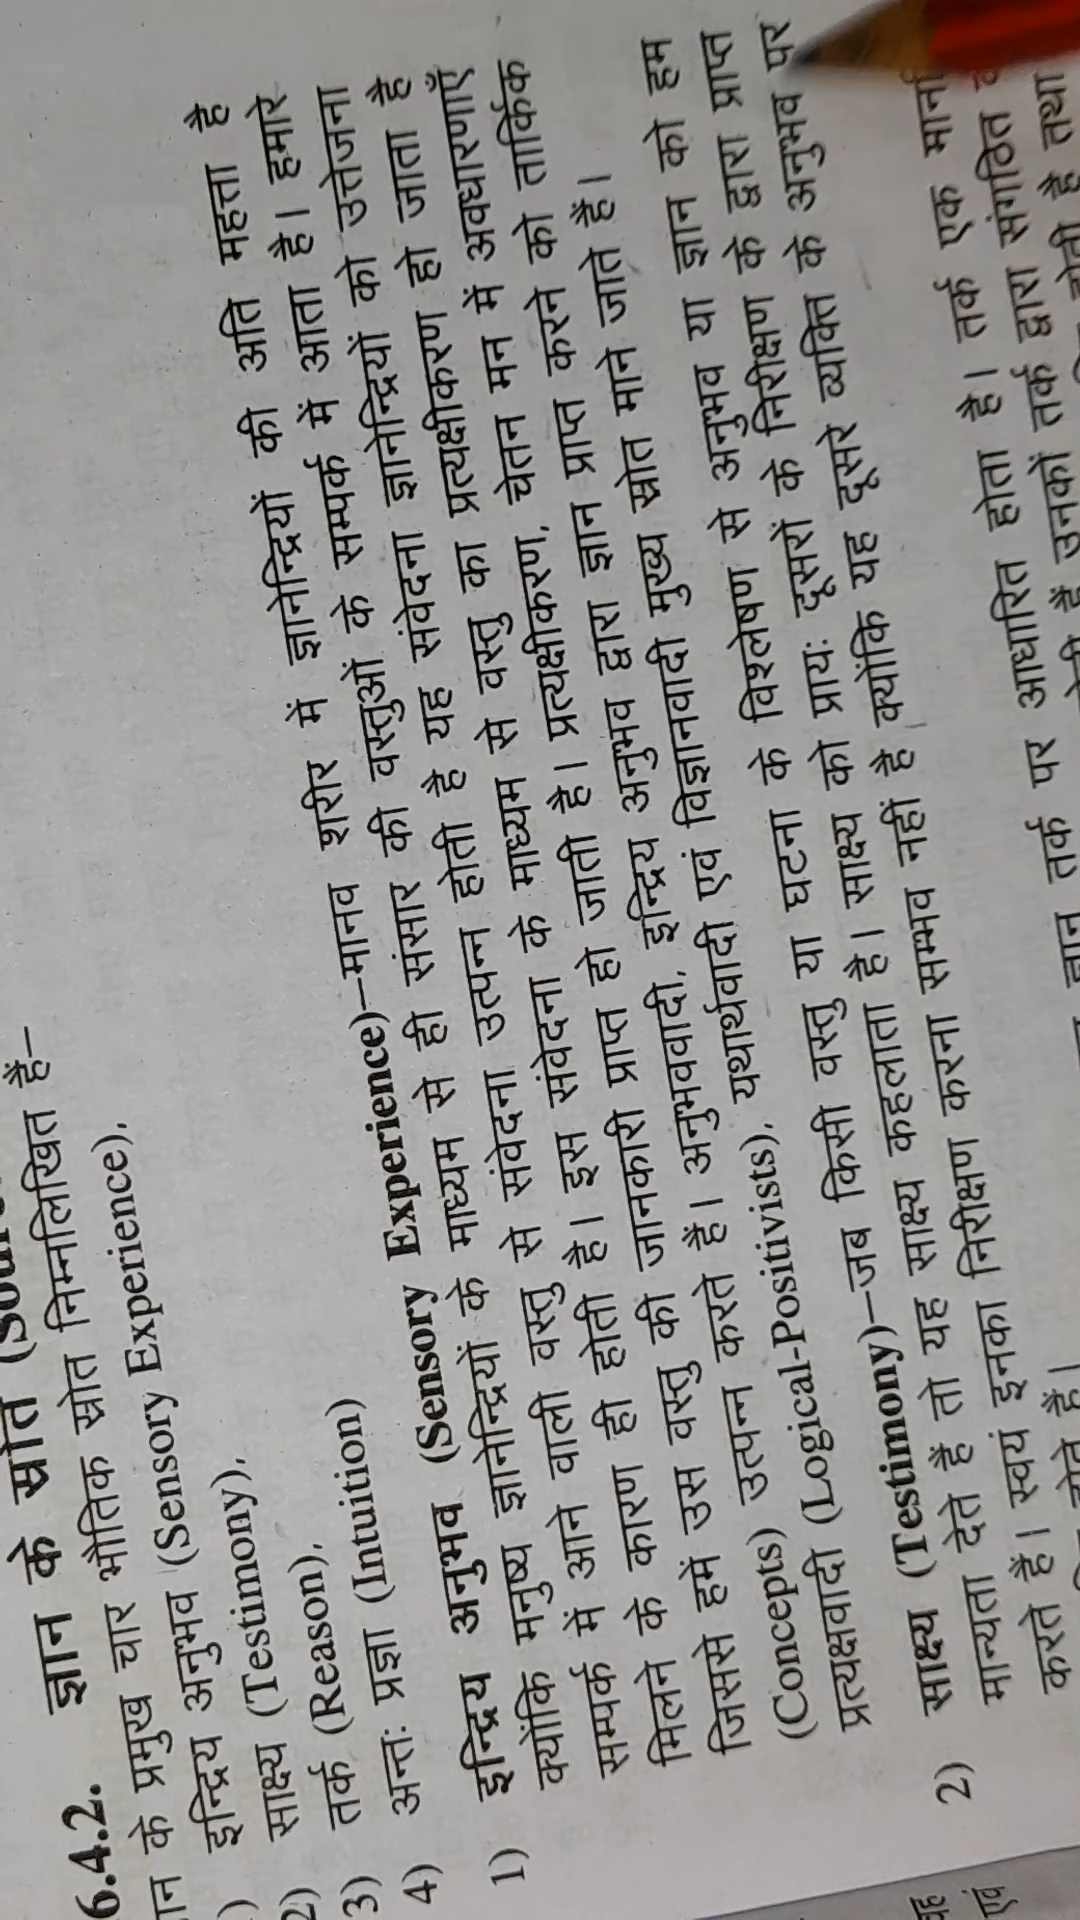 6.4.2. ज्ञान के स्रोत
के प्रमुख चार भौतिक स्रोत निम्नलिखित हैं–
इन्द्रिय अनुभव (Sensory Experience),
2) साक्ष्य (Testimony),
3) तर्क (Reason),
4) अन्तः प्रज्ञा (Intuition)
1) इन्द्रिय अनुभव (Sensory Experience)–मानव शरीर में ज्ञानेन्द्रियों की अति महत्ता है
क्योंकि मनुष्य ज्ञानेन्द्रियों के माध्यम से ही संसार की वस्तुओं के सम्पर्क में आता है। हमारे
सम्पर्क में आने वाली वस्तु से संवेदना उत्पन्न होती है यह संवेदना ज्ञानेन्द्रियों को उत्तेजना
मिलने के कारण ही होती है। इस संवेदना के माध्यम से वस्तु का प्रत्यक्षीकरण हो जाता है
जिससे हमें उस वस्तु की जानकारी प्राप्त हो जाती है। प्रत्यक्षीकरण, चेतन मन में अवधारणाएँ
(Concepts) उत्पन्न करते हैं। अनुभववादी, इन्द्रिय अनुभव द्वारा ज्ञान प्राप्त करने को तार्किक
प्रत्यक्षवादी (Logical-Positivists), यथार्थवादी एवं विज्ञानवादी मुख्य स्रोत माने जाते हैं।
2) साक्ष्य (Testimony)–जब किसी वस्तु या घटना के विश्लेषण से अनुभव या ज्ञान को हम
मान्यता देते हैं तो यह साक्ष्य कहलाता है। साक्ष्य को प्रायः दूसरों के निरीक्षण के द्वारा प्राप्त
करते हैं। स्वयं इनका निरीक्षण करना सम्भव नहीं है क्योंकि यह दूसरे व्यक्ति के अनुभव पर
होते हैं।
तर्क पर आधारित होता है। तर्क एक
है उनको तर्क द्वारा संगठित
होती है तथा
एवं